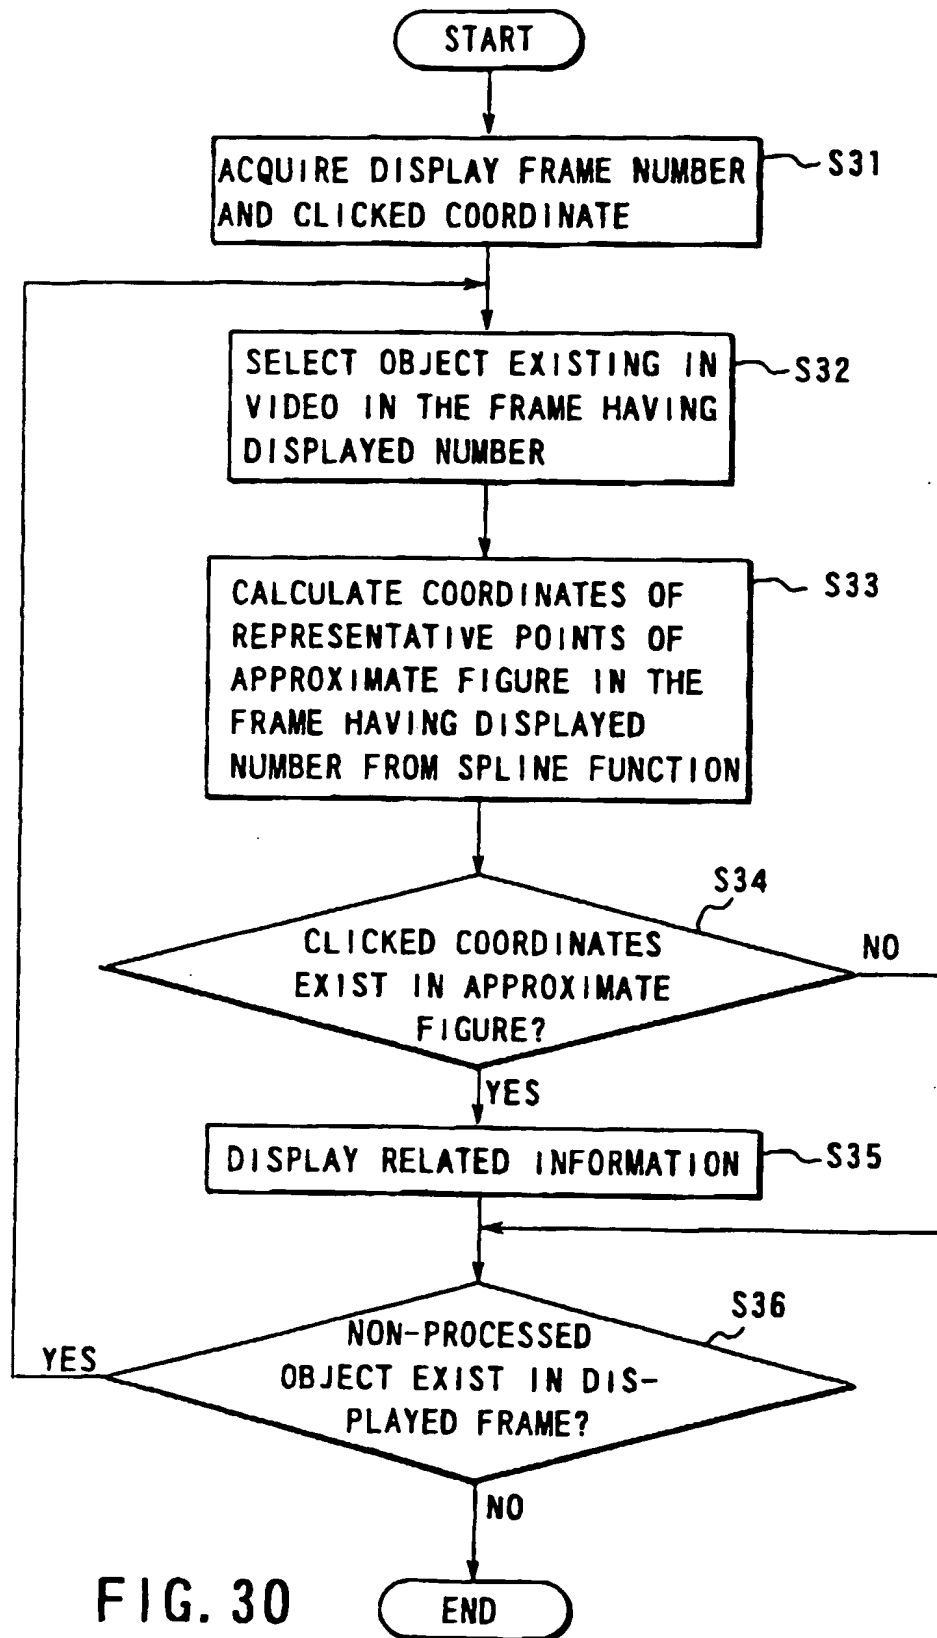 START
ACQUIRE DISPLAY FRAME NUMBER
AND CLICKED COORDINATE
S31
SELECT OBJECT EXISTING IN
VIDEO IN THE FRAME HAVING
DISPLAYED NUMBER
S32
CALCULATE COORDINATES OF
REPRESENTATIVE POINTS OF
APPROXIMATE FIGURE IN THE
FRAME HAVING DISPLAYED
NUMBER FROM SPLINE FUNCTION
S33
S34
CLICKED COORDINATES
EXIST IN APPROXIMATE
FIGURE?
NO
YES
DISPLAY RELATED INFORMATION
S35
S36
NON-PROCESSED
OBJECT EXIST IN DIS-
PLAYED FRAME?
YES
NO
END
FIG. 30